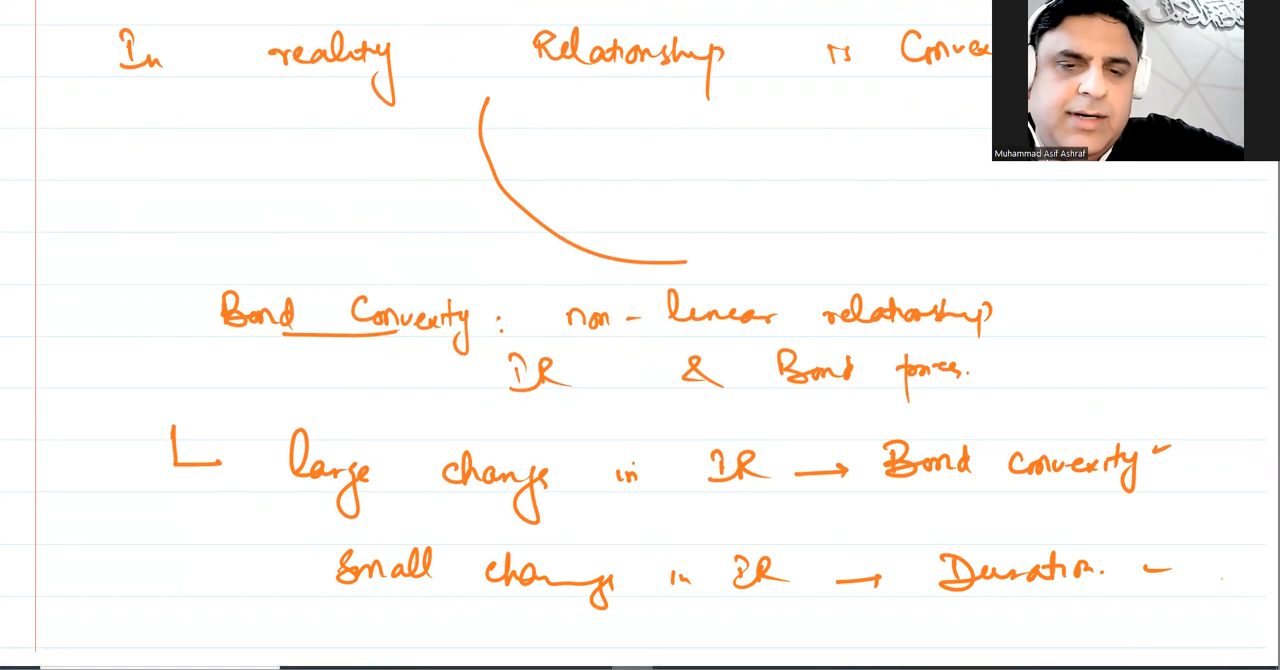 In reality Relationship is Convex
Muhammad Asif Ashraf
Bond Convexity : non-linear relationship
IR & Bond prices.
Large change in IR → Bond convexity
Small change in IR → Duration.